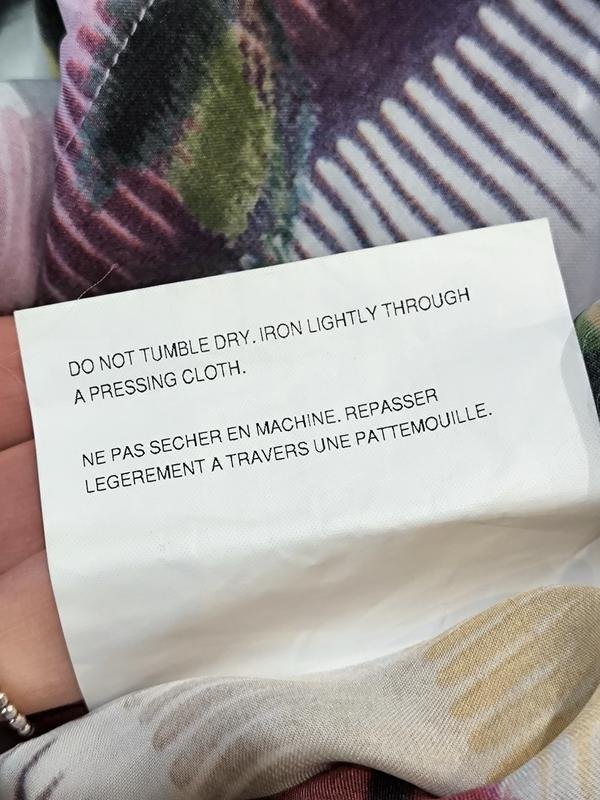 DO NOT TUMBLE DRY. IRON LIGHTLY THROUGH
A PRESSING CLOTH.
NE PAS SECHER EN MACHINE. REPASSER
LEGEREMENT A TRAVERS UNE PATTEMOUILLE.